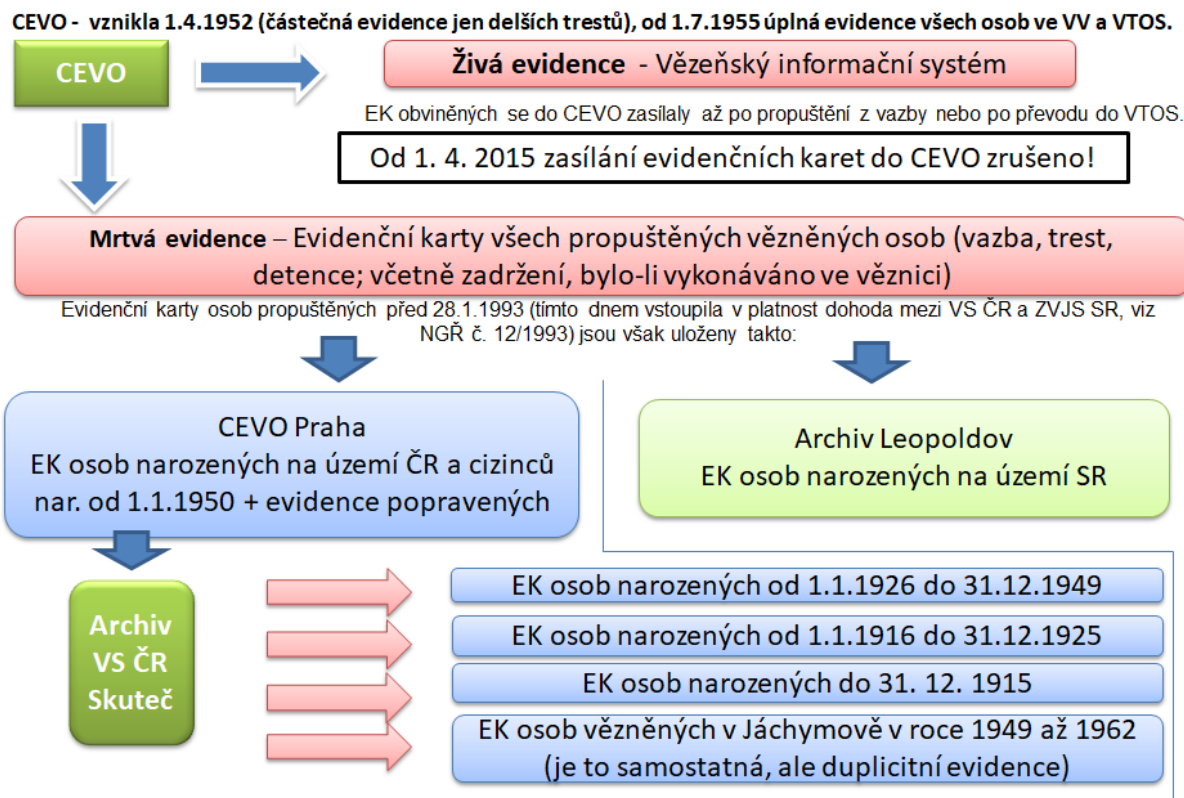 CEVO - vznikla 1.4.1952 (částečná evidence jen delších trestů), od 1.7.1955 úplná evidence všech osob ve VV a VTOS.
CEVO
Živá evidence - Vězeňský informační systém
EK obviněných se do CEVO zasílaly až po propuštění z vazby nebo po převodu do VTOS.
Od 1. 4. 2015 zasílání evidenčních karet do CEVO zrušeno!
Mrtvá evidence – Evidenční karty všech propuštěných vězněných osob (vazba, trest,
detence; včetně zadržení, bylo-li vykonáváno ve věznici)
Evidenční karty osob propuštěných před 28.1.1993 (tímto dnem vstoupila v platnost dohoda mezi VS ČR a ZVJS SR, viz
NGŘ č. 12/1993) jsou však uloženy takto:
CEVO Praha
EK osob narozených na území ČR a cizinců
nar. od 1.1.1950 + evidence popravených
Archiv Leopoldov
EK osob narozených na území SR
Archiv
VS ČR
Skuteč
EK osob narozených od 1.1.1926 do 31.12.1949
EK osob narozených od 1.1.1916 do 31.12.1925
EK osob narozených do 31. 12. 1915
EK osob vězněných v Jáchymově v roce 1949 až 1962
(je to samostatná, ale duplicitní evidence)